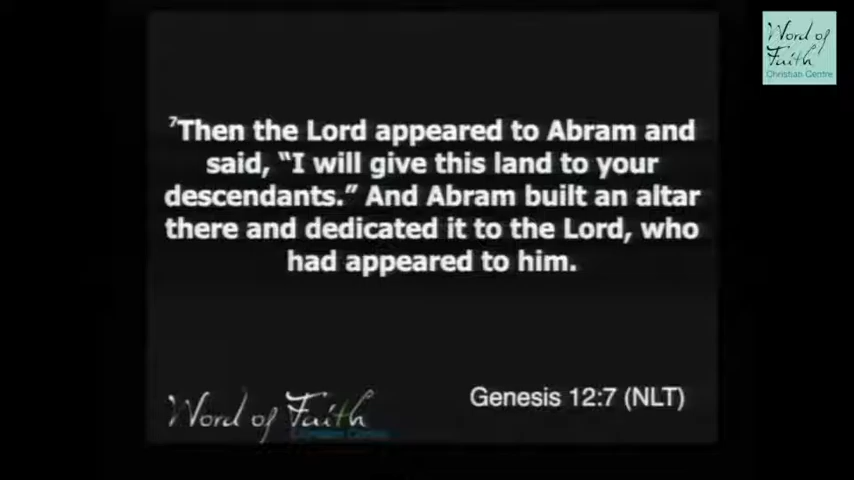 Word of
Faith
Christian Centre
⁷Then the Lord appeared to Abram and
said, “I will give this land to your
descendants.” And Abram built an altar
there and dedicated it to the Lord, who
had appeared to him.
Genesis 12:7 (NLT)
Word of Faith
Christian Centre